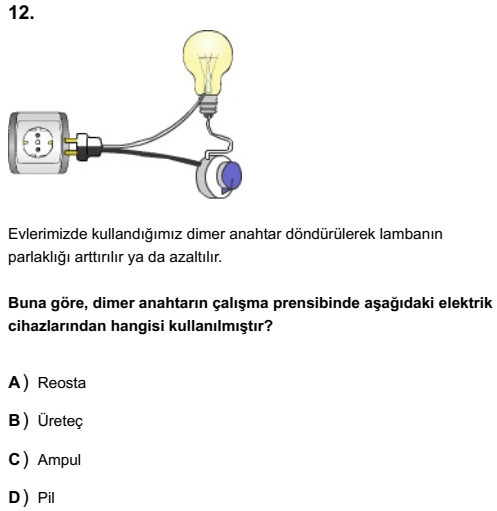 12.
Evlerimizde kullandığımız dimer anahtar döndürülerek lambanın
parlaklığı arttırılır ya da azaltılır.
Buna göre, dimer anahtarın çalışma prensibinde aşağıdaki elektrik
cihazlarından hangisi kullanılmıştır?
A) Reosta
B) Üreteç
C) Ampul
D) Pil